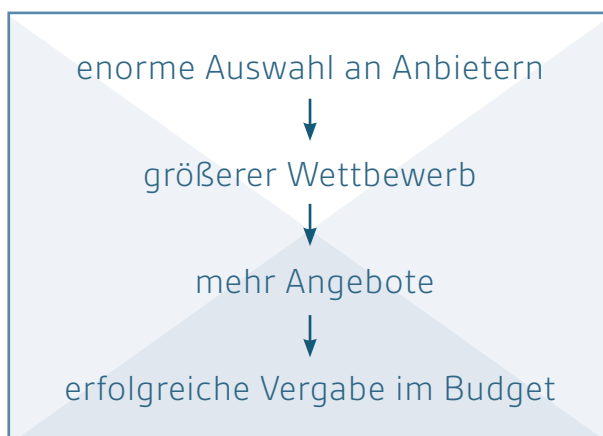 enorme Auswahl an Anbietern
größerer Wettbewerb
mehr Angebote
erfolgreiche Vergabe im Budget